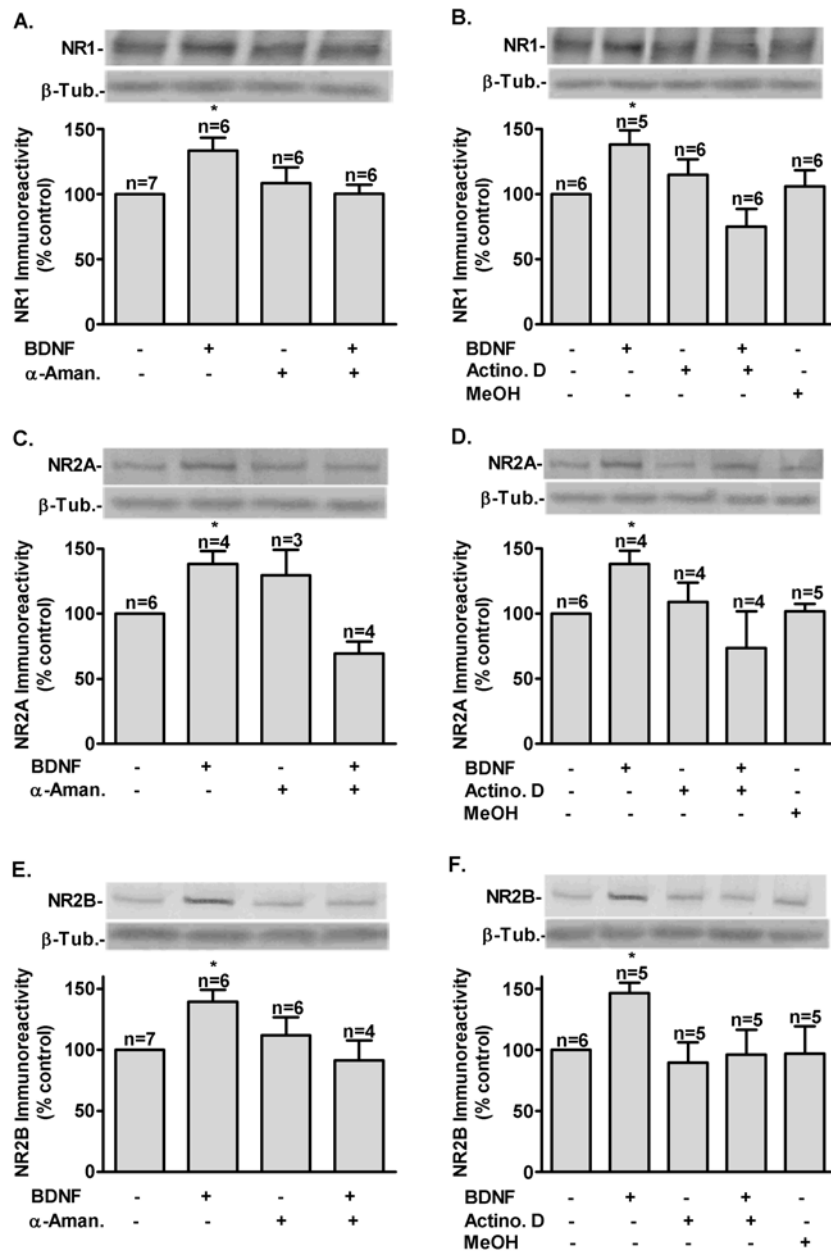 A.
NR1-
β-Tub.-
*
n=7 n=6 n=6 n=6
150
100
50
0
NR1 Immunoreactivity
(% control)
BDNF - + - +
α-Aman. - - + +
B.
NR1-
β-Tub.-
*
n=6 n=5 n=6 n=6 n=6
150
100
50
0
NR1 Immunoreactivity
(% control)
BDNF - + - + -
Actino. D - - + + -
MeOH - - - - +
C.
NR2A-
β-Tub.-
*
n=6 n=4 n=3 n=4
150
100
50
0
NR2A Immunoreactivity
(% control)
BDNF - + - +
α-Aman. - - + +
D.
NR2A-
β-Tub.-
*
n=6 n=4 n=4 n=4 n=5
150
100
50
0
NR2A Immunoreactivity
(% control)
BDNF - + - + -
Actino. D - - + + -
MeOH - - - - +
E.
NR2B-
β-Tub.-
*
n=7 n=6 n=6 n=4
150
100
50
0
NR2B Immunoreactivity
(% control)
BDNF - + - +
α-Aman. - - + +
F.
NR2B-
β-Tub.-
*
n=6 n=5 n=5 n=5 n=5
150
100
50
0
NR2B Immunoreactivity
(% control)
BDNF - + - + -
Actino. D - - + + -
MeOH - - - - +